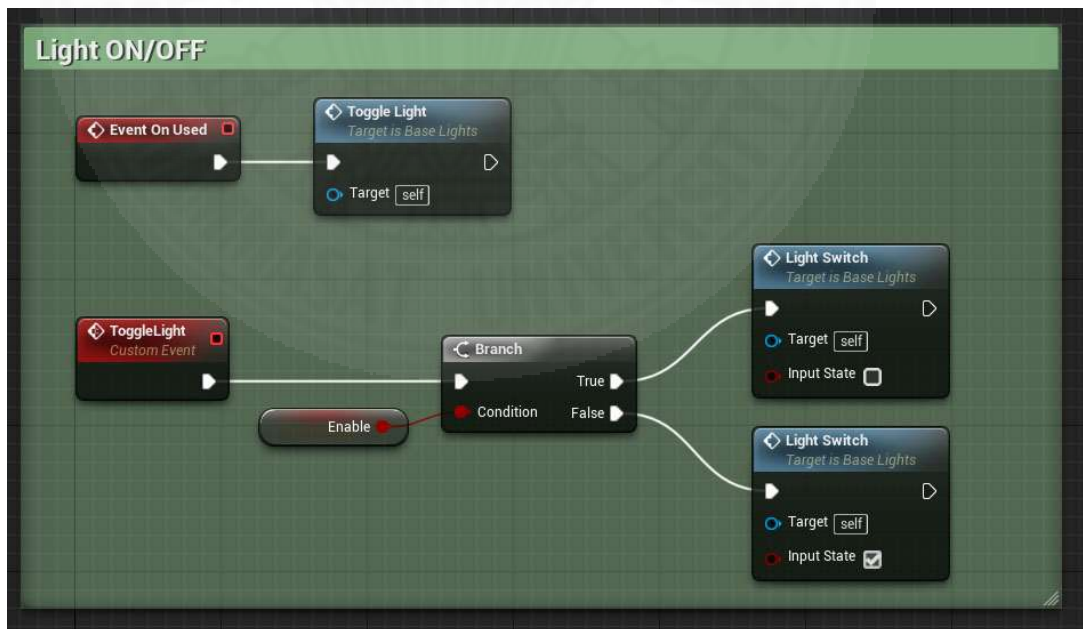 Light ON/OFF
Event On Used
Toggle Light
Target is Base Lights
Target self
ToggleLight
Custom Event
Enable
Branch
True
Condition False
Light Switch
Target is Base Lights
Target self
Input State
Light Switch
Target is Base Lights
Target self
Input State